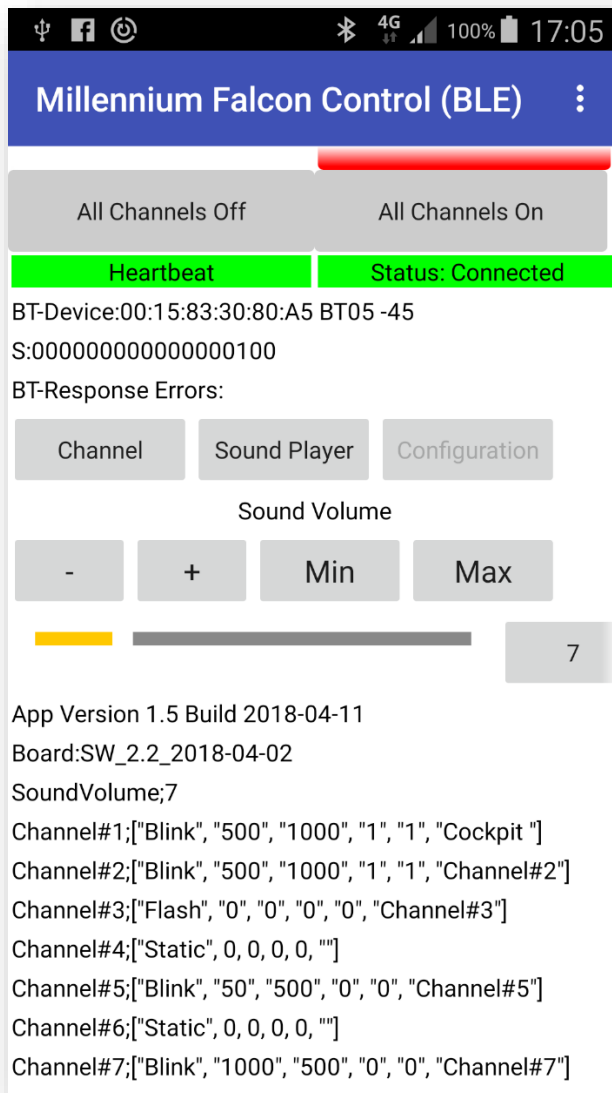 4G 100% 17:05
Millennium Falcon Control (BLE)
All Channels Off All Channels On
Heartbeat Status: Connected
BT-Device:00:15:83:30:80:A5 BT05 -45
S:000000000000000100
BT-Response Errors:
Channel Sound Player Configuration
Sound Volume
- + Min Max
7
App Version 1.5 Build 2018-04-11
Board:SW_2.2_2018-04-02
SoundVolume;7
Channel#1;["Blink", "500", "1000", "1", "1", "Cockpit "]
Channel#2;["Blink", "500", "1000", "1", "1", "Channel#2"]
Channel#3;["Flash", "0", "0", "0", "0", "Channel#3"]
Channel#4;["Static", 0, 0, 0, 0, ""]
Channel#5;["Blink", "50", "500", "0", "0", "Channel#5"]
Channel#6;["Static", 0, 0, 0, 0, ""]
Channel#7;["Blink", "1000", "500", "0", "0", "Channel#7"]